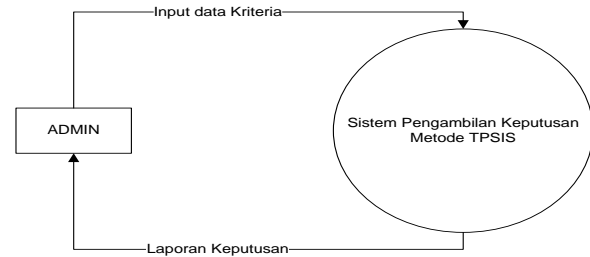 Input data Kriteria
ADMIN
Sistem Pengambilan Keputusan
Metode TPSIS
Laporan Keputusan